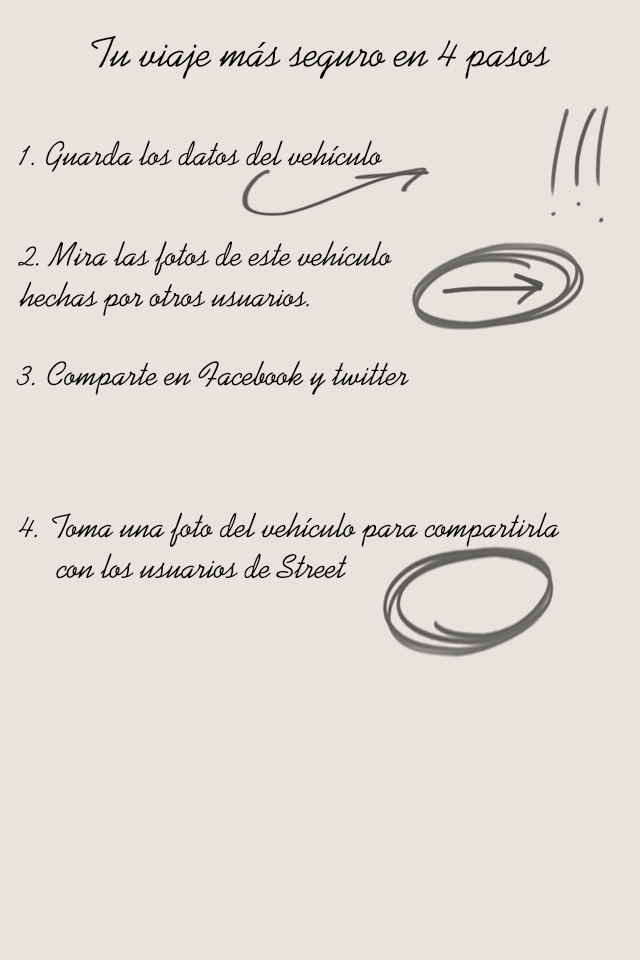 Tu viaje más seguro en 4 pasos
1. Guarda los datos del vehículo
!!!
2. Mira las fotos de este vehículo
hechas por otros usuarios.
3. Comparte en Facebook y twitter
4. Toma una foto del vehículo para compartirla
con los usuarios de Street